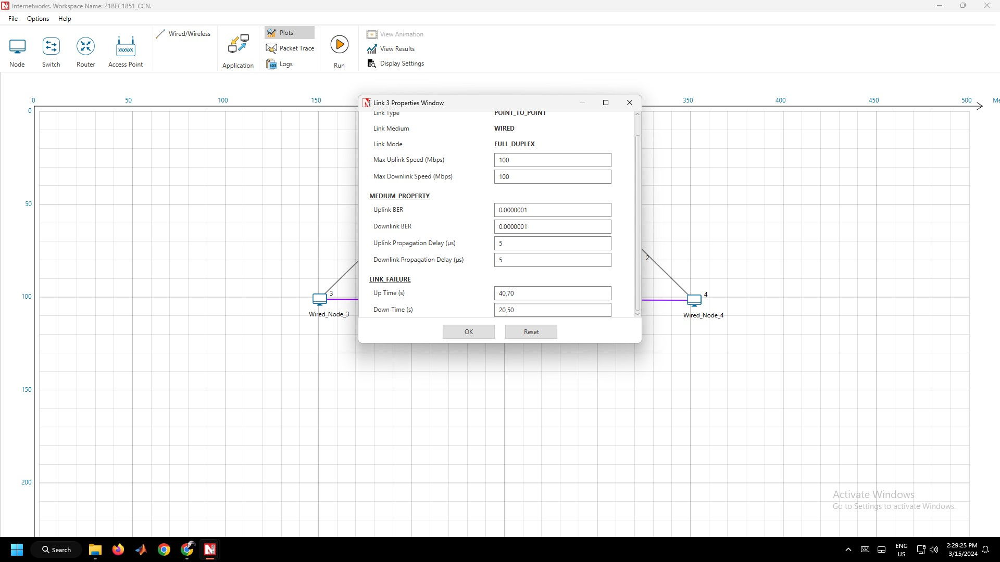 Internetworks. Workspace Name: 21BEC1851_CCN.
File Options Help
Node
Switch
Router
Access Point
Wired/Wireless
Application
Plots
Packet Trace
Logs
Run
View Animation
View Results
Display Settings
0 50 100 150 350 400 450 500
0
50
100
150
200
Link 3 Properties Window
Link Type POINT_TO_POINT
Link Medium WIRED
Link Mode FULL_DUPLEX
Max Uplink Speed (Mbps) 100
Max Downlink Speed (Mbps) 100
MEDIUM_PROPERTY
Uplink BER 0.0000001
Downlink BER 0.0000001
Uplink Propagation Delay (µs) 5
Downlink Propagation Delay (µs) 5
LINK_FAILURE
Up Time (s) 40,70
Down Time (s) 20,50
OK Reset
2
3
Wired_Node_3
4
Wired_Node_4
Activate Windows
Go to Settings to activate Windows.
Search
ENG
US
2:29:25 PM
3/15/2024